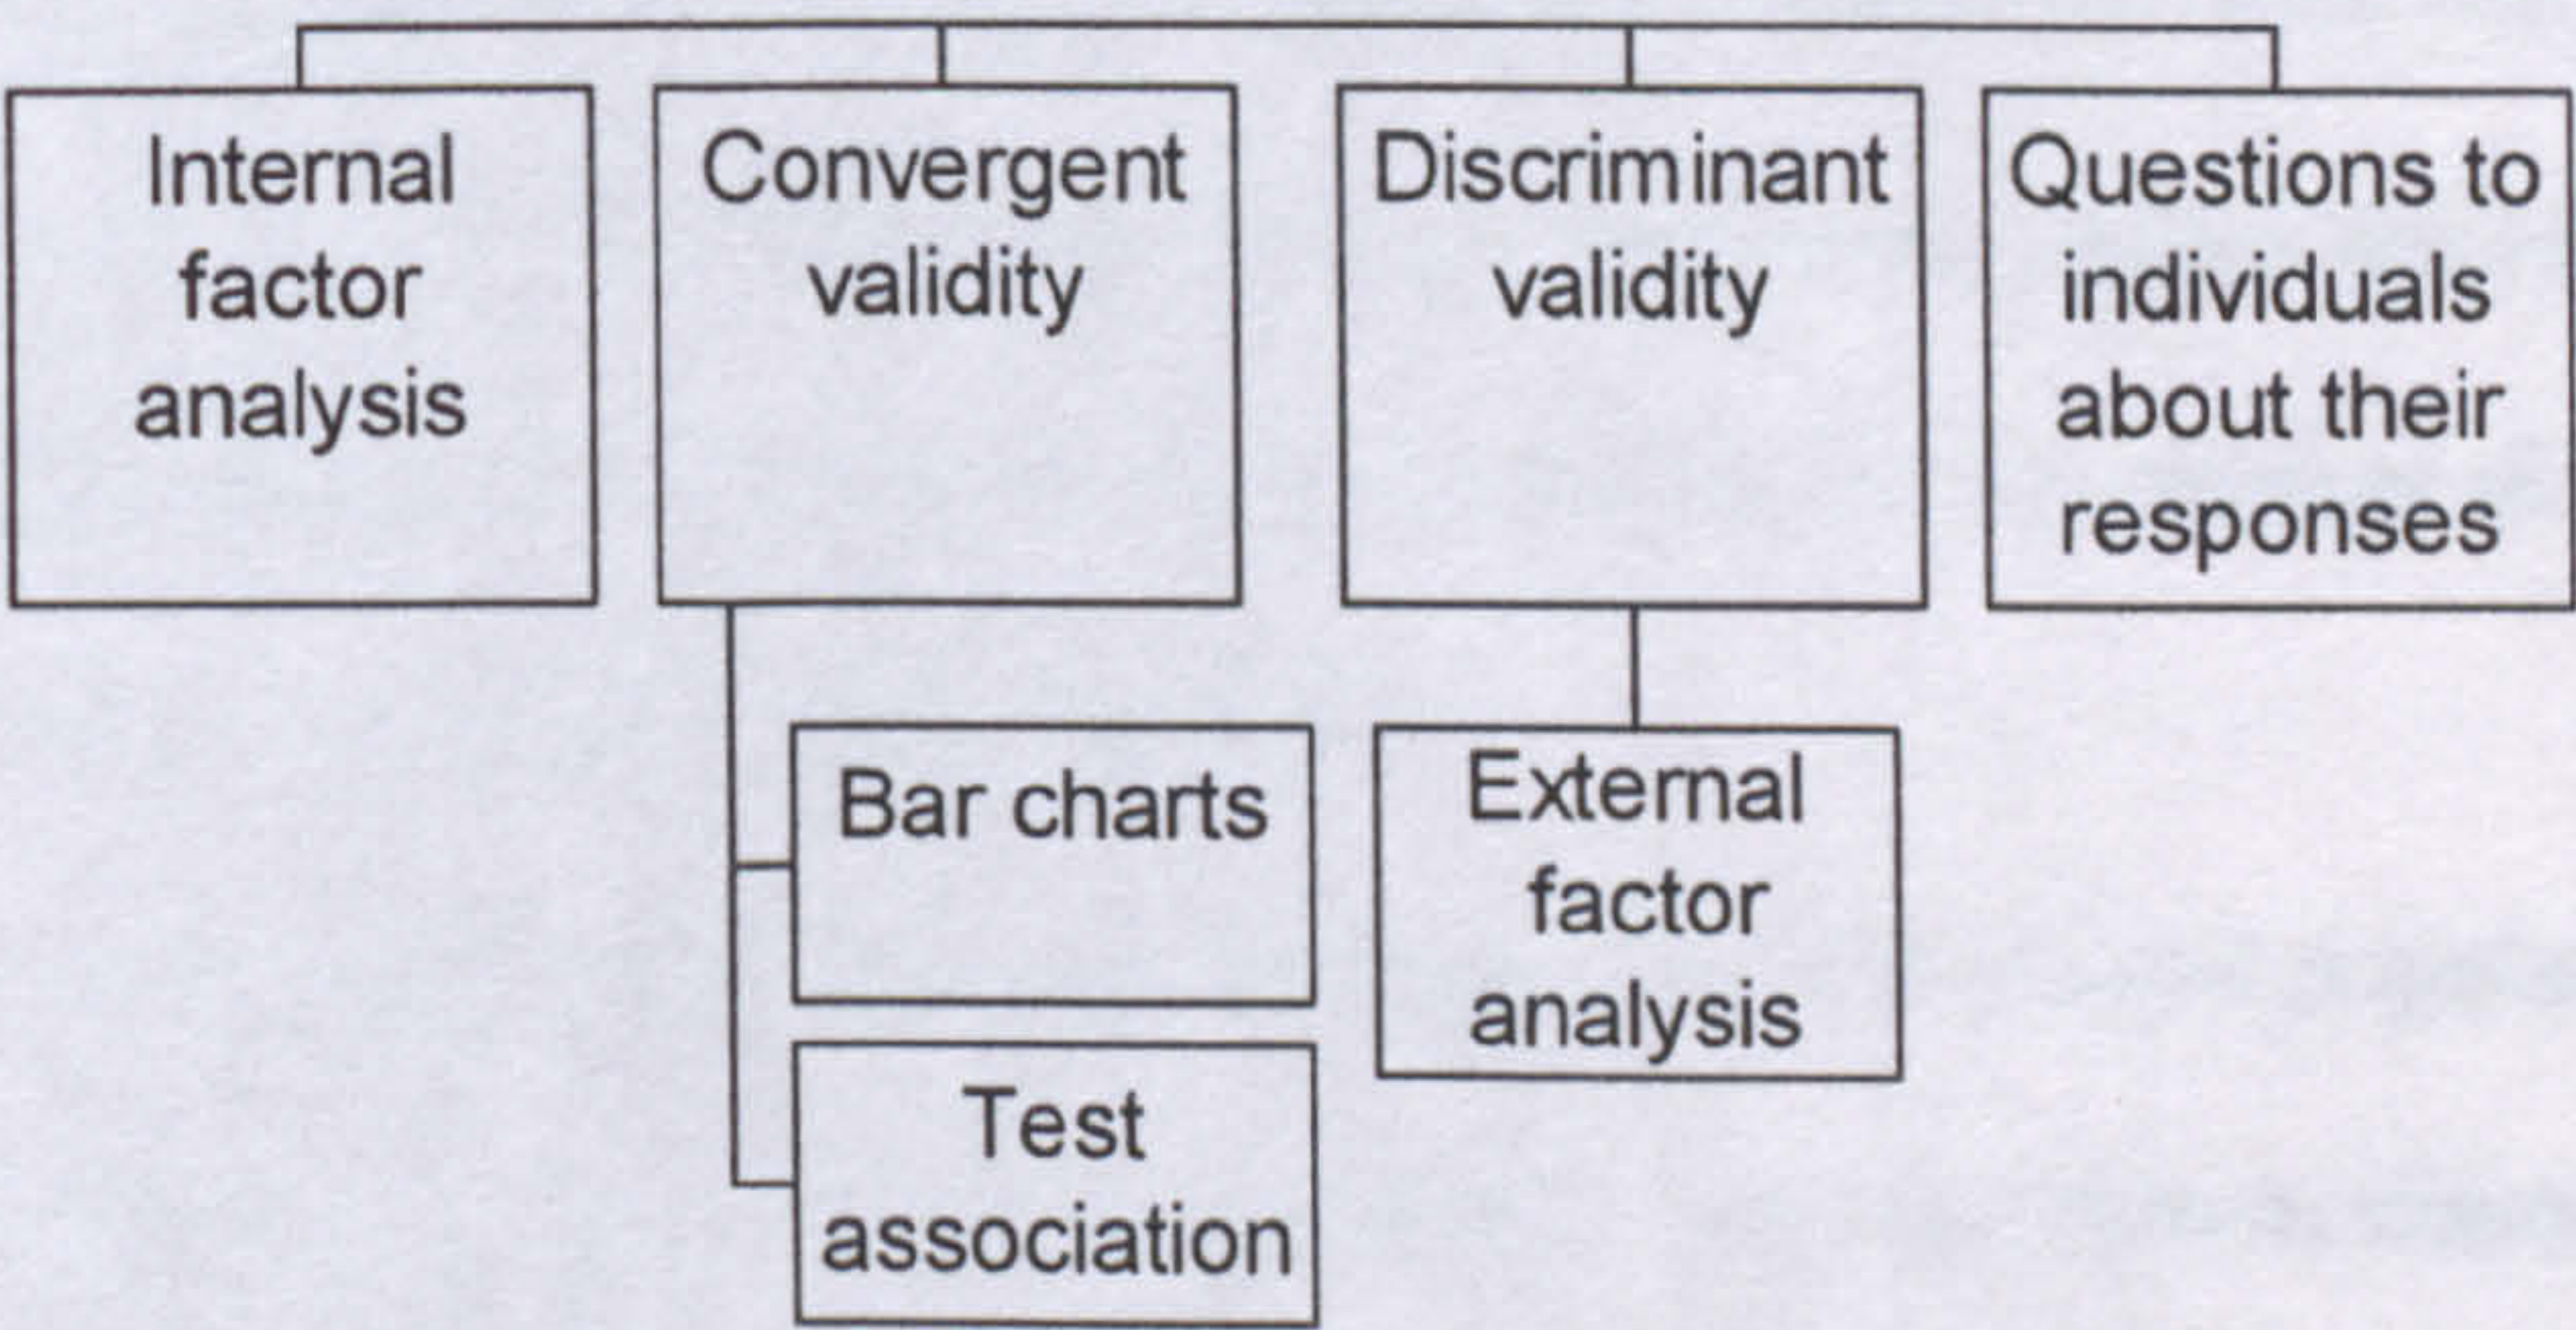 Internal
factor
analysis
Convergent
validity
Discriminant
validity
Questions to
individuals
about their
responses
Bar charts
Test
association
External
factor
analysis